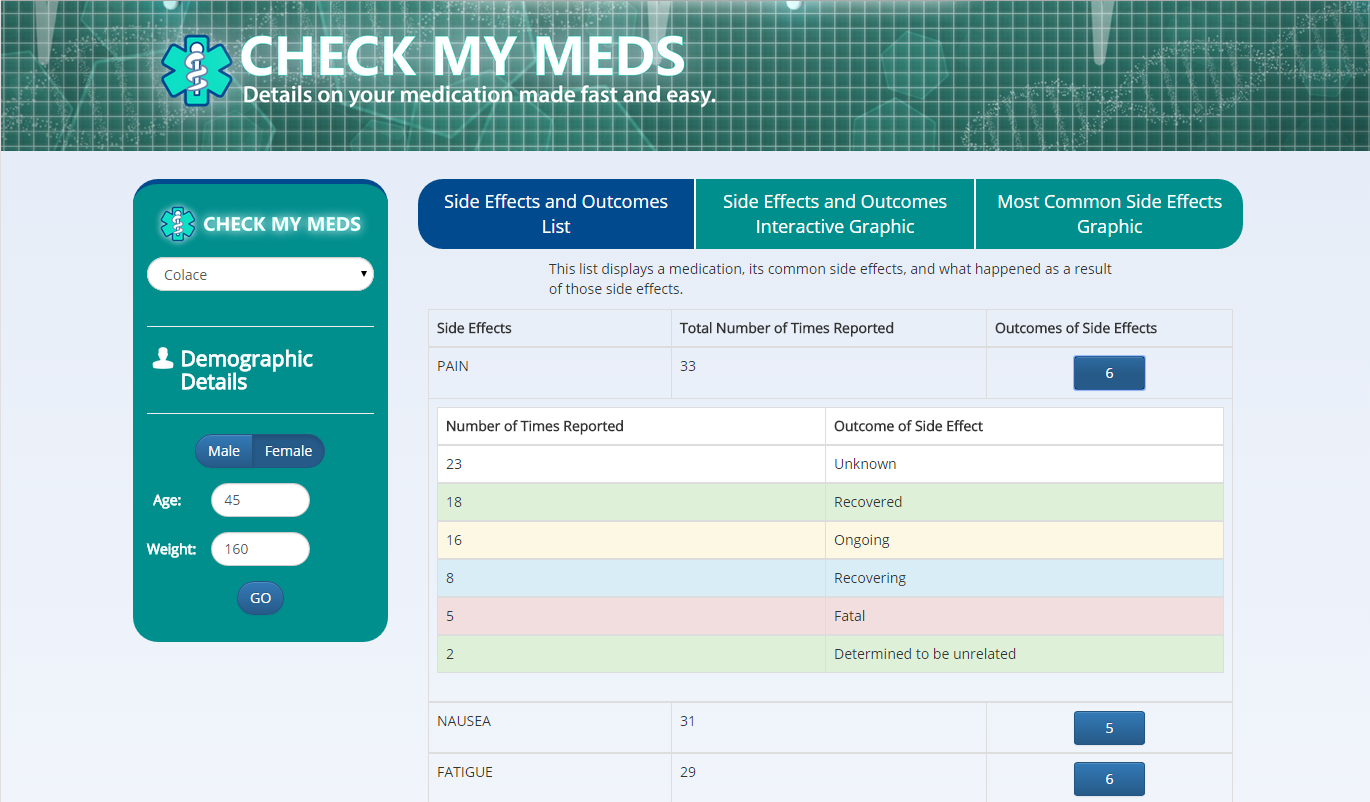 CHECK MY MEDS
Details on your medication made fast and easy.
CHECK MY MEDS
Colace
Demographic
Details
Male Female
Age: 45
Weight: 160
GO
Side Effects and Outcomes
List
Side Effects and Outcomes
Interactive Graphic
Most Common Side Effects
Graphic
This list displays a medication, its common side effects, and what happened as a result
of those side effects.
Side Effects Total Number of Times Reported Outcomes of Side Effects
PAIN 33 6
Number of Times Reported Outcome of Side Effect
23 Unknown
18 Recovered
16 Ongoing
8 Recovering
5 Fatal
2 Determined to be unrelated
NAUSEA 31 5
FATIGUE 29 6